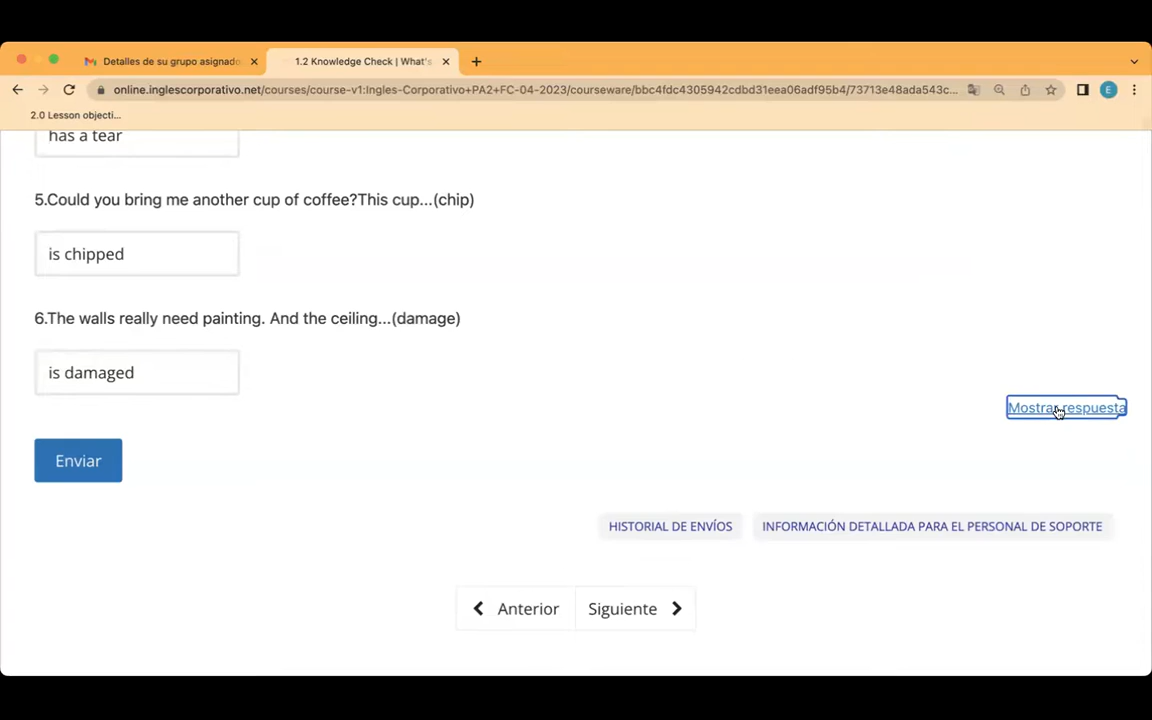 Detalles de su grupo asignado
1.2 Knowledge Check | What's
online.inglescorporativo.net/courses/course-v1:Ingles-Corporativo+PA2+FC-04-2023/courseware/bbc4fdc4305942cdbd31eea06adf95b4/73713e48ada543c...
E
2.0 Lesson objecti...
has a tear
5.Could you bring me another cup of coffee?This cup...(chip)
is chipped
6.The walls really need painting. And the ceiling...(damage)
is damaged
Mostrar respuesta
Enviar
HISTORIAL DE ENVÍOS INFORMACIÓN DETALLADA PARA EL PERSONAL DE SOPORTE
Anterior Siguiente